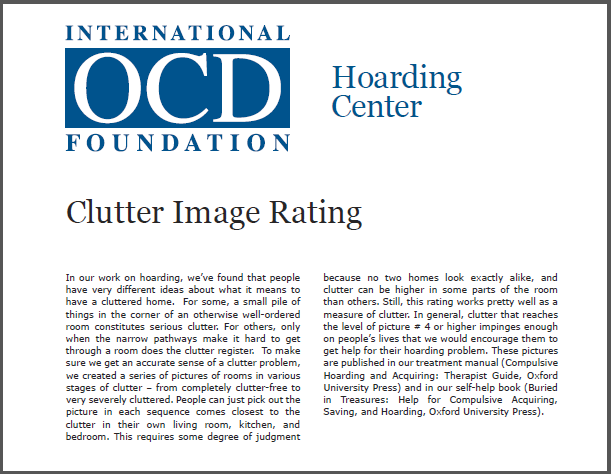 INTERNATIONAL
OCD
FOUNDATION
Hoarding
Center
Clutter Image Rating
In our work on hoarding, we've found that people
have very different ideas about what it means to
have a cluttered home.  For some, a small pile of
things in the corner of an otherwise well-ordered
room constitutes serious clutter. For others, only
when the narrow pathways make it hard to get
through a room does the clutter register.  To make
sure we get an accurate sense of a clutter problem,
we created a series of pictures of rooms in various
stages of clutter – from completely clutter-free to
very severely cluttered. People can just pick out the
picture in each sequence comes closest to the
clutter in their own living room, kitchen, and
bedroom. This requires some degree of judgment
because no two homes look exactly alike, and
clutter can be higher in some parts of the room
than others. Still, this rating works pretty well as a
measure of clutter. In general, clutter that reaches
the level of picture # 4 or higher impinges enough
on people's lives that we would encourage them to
get help for their hoarding problem. These pictures
are published in our treatment manual (Compulsive
Hoarding and Acquiring: Therapist Guide, Oxford
University Press) and in our self-help book (Buried
in Treasures: Help for Compulsive Acquiring,
Saving, and Hoarding, Oxford University Press).